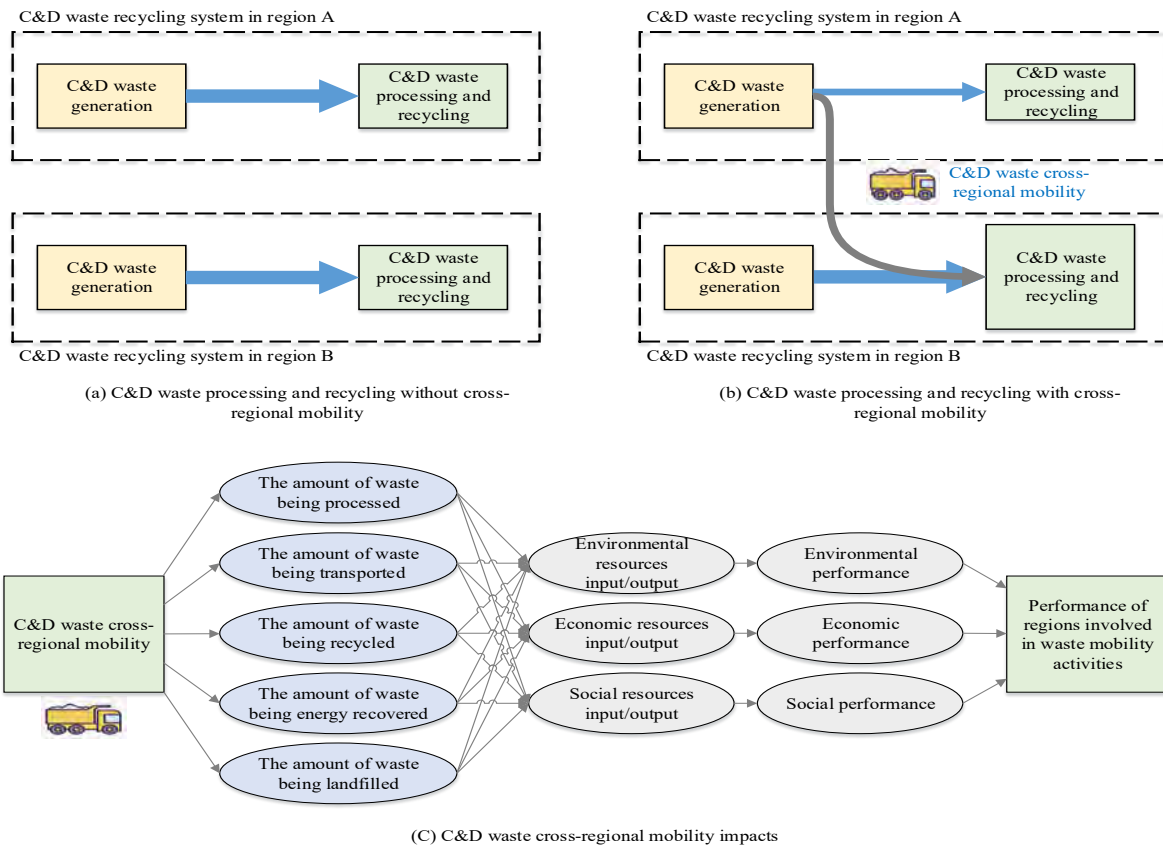 C&D waste recycling system in region A
C&D waste
generation
C&D waste
processing and
recycling
C&D waste
generation
C&D waste
processing and
recycling
C&D waste recycling system in region B
(a) C&D waste processing and recycling without cross-
regional mobility
C&D waste recycling system in region A
C&D waste
generation
C&D waste
processing and
recycling
C&D waste cross-
regional mobility
C&D waste
generation
C&D waste
processing and
recycling
C&D waste recycling system in region B
(b) C&D waste processing and recycling with cross-
regional mobility
C&D waste cross-
regional mobility
The amount of waste
being processed
The amount of waste
being transported
The amount of waste
being recycled
The amount of waste
being energy recovered
The amount of waste
being landfilled
Environmental
resources
input/output
Economic resources
input/output
Social resources
input/output
Environmental
performance
Economic
performance
Social performance
Performance of
regions involved
in waste mobility
activities
(C) C&D waste cross-regional mobility impacts